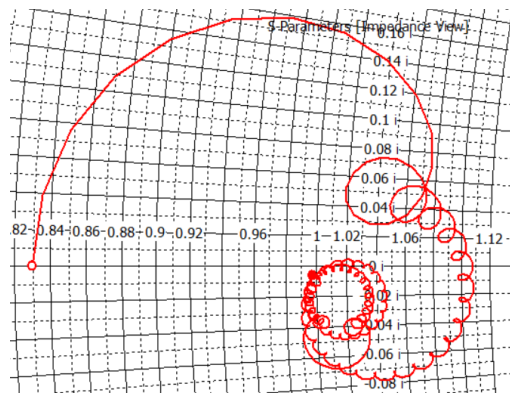 S-Parameters [Impedance View]
0.16 i
0.14 i
0.12 i
0.1 i
0.08 i
0.06 i
0.04 i
82 0.84 0.86 0.88 0.9 0.92 0.96 1 1.02 1.06 1.12
0 i
0.02 i
0.04 i
0.06 i
-0.08 i